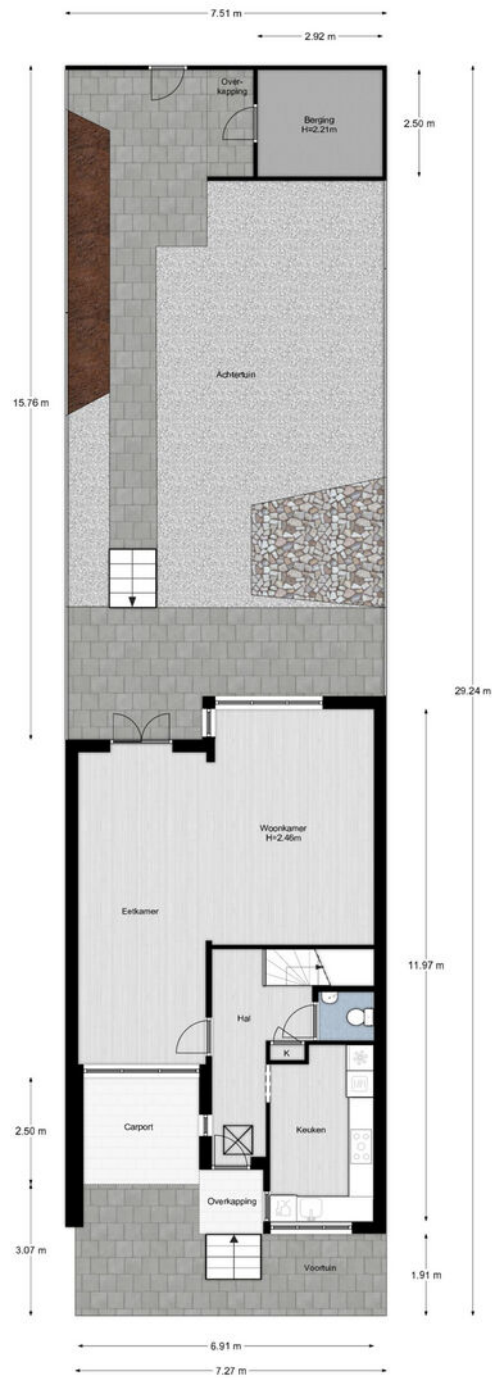 7.51 m
2.92 m
Over-
kapping
Berging
H=2.21m
2.50 m
Achtertuin
15.76 m
29.24 m
Woonkamer
H=2.46m
Eetkamer
11.97 m
Hal
K
2.50 m
Carport
Keuken
Overkapping
3.07 m
Voortuin
1.91 m
6.91 m
7.27 m